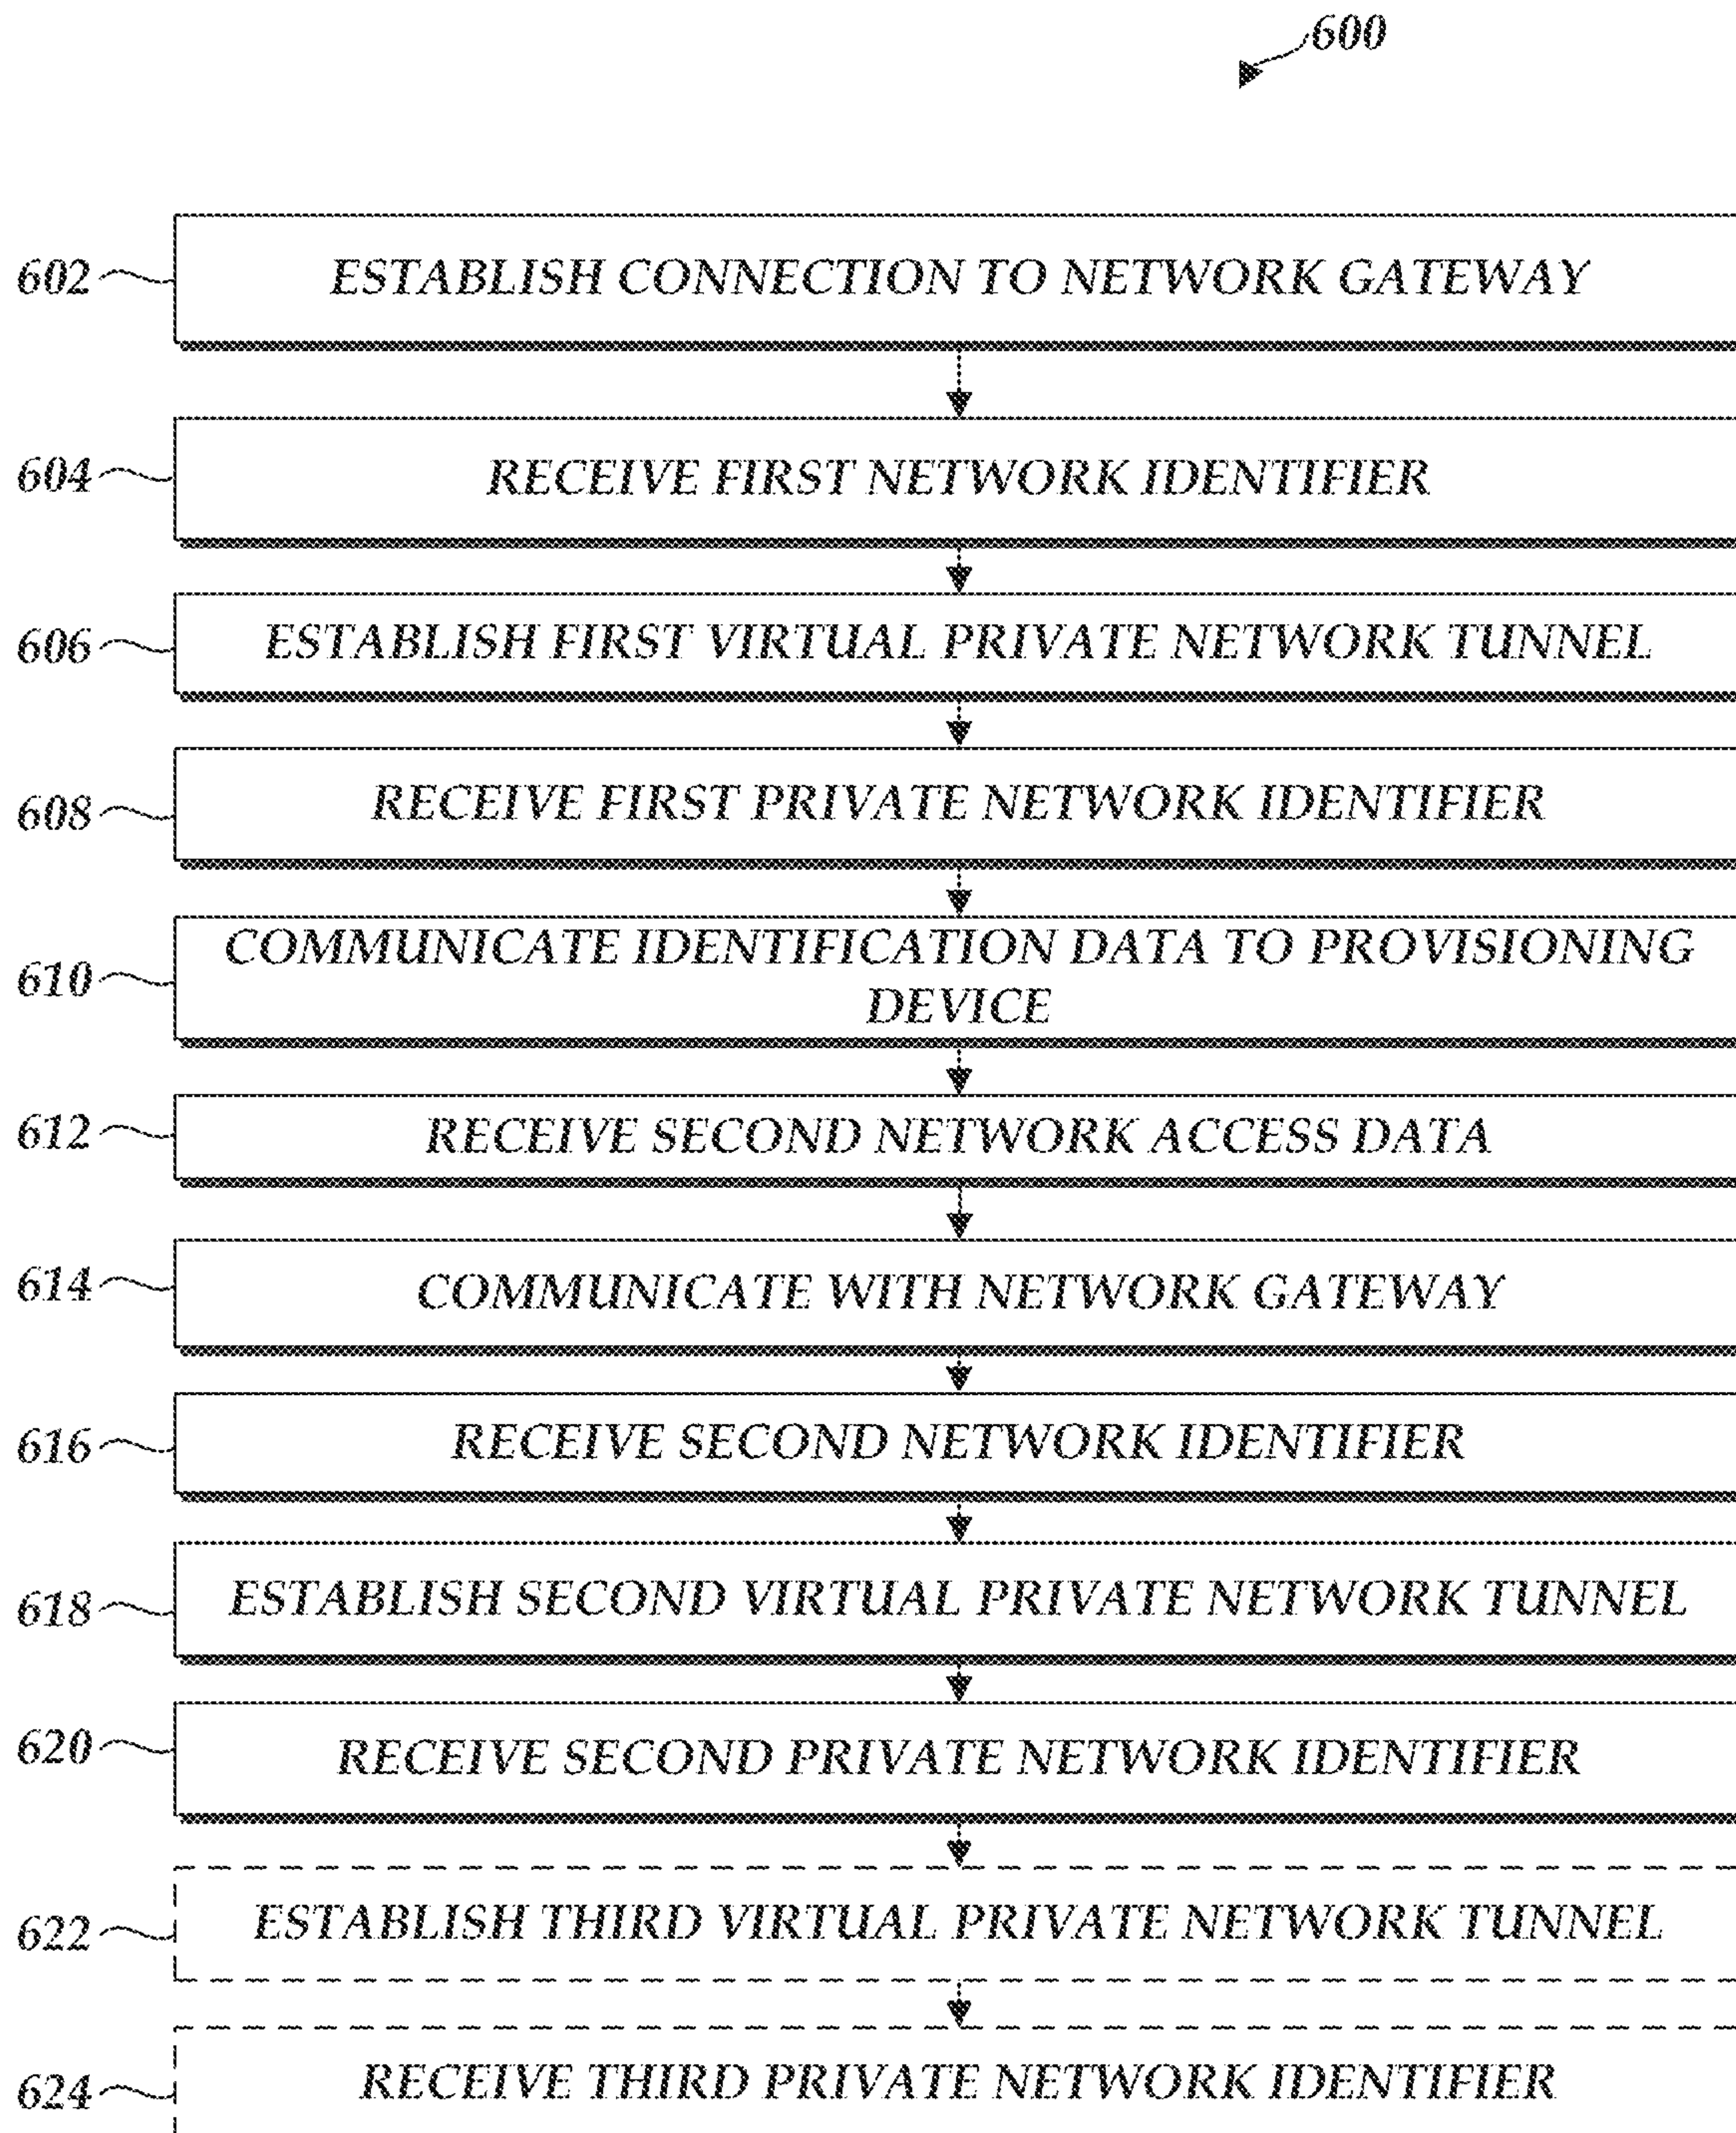 600
602 ESTABLISH CONNECTION TO NETWORK GATEWAY
604 RECEIVE FIRST NETWORK IDENTIFIER
606 ESTABLISH FIRST VIRTUAL PRIVATE NETWORK TUNNEL
608 RECEIVE FIRST PRIVATE NETWORK IDENTIFIER
610 COMMUNICATE IDENTIFICATION DATA TO PROVISIONING
DEVICE
612 RECEIVE SECOND NETWORK ACCESS DATA
614 COMMUNICATE WITH NETWORK GATEWAY
616 RECEIVE SECOND NETWORK IDENTIFIER
618 ESTABLISH SECOND VIRTUAL PRIVATE NETWORK TUNNEL
620 RECEIVE SECOND PRIVATE NETWORK IDENTIFIER
622 ESTABLISH THIRD VIRTUAL PRIVATE NETWORK TUNNEL
624 RECEIVE THIRD PRIVATE NETWORK IDENTIFIER